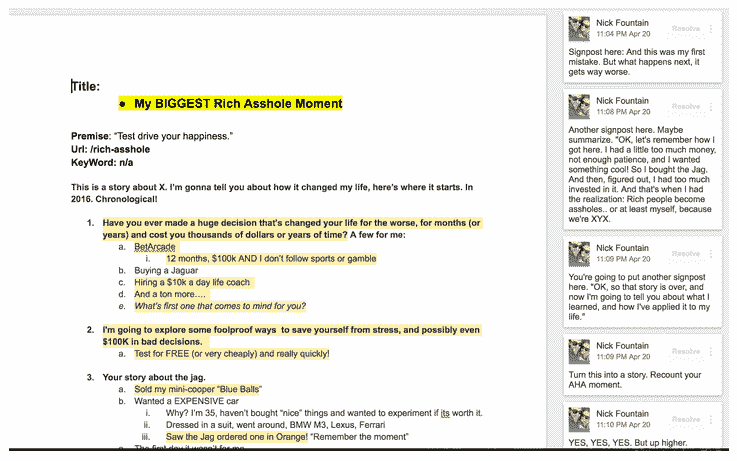 Title:
● My BIGGEST Rich Asshole Moment
Premise: “Test drive your happiness.”
Url: /rich-asshole
KeyWord: n/a
This is a story about X. I'm gonna tell you about how it changed my life, here's where it starts. In
2016. Chronological!
1. Have you ever made a huge decision that's changed your life for the worse, for months (or
years) and cost you thousands of dollars or years of time? A few for me:
a. BetArcade
i. 12 months, $100k AND I don't follow sports or gamble
b. Buying a Jaguar
c. Hiring a $10k a day life coach
d. And a ton more….
e. What's first one that comes to mind for you?
2. I'm going to explore some foolproof ways to save yourself from stress, and possibly even
$100K in bad decisions.
a. Test for FREE (or very cheaply) and really quickly!
3. Your story about the jag.
a. Sold my mini-cooper “Blue Balls”
b. Wanted a EXPENSIVE car
i. Why? I'm 35, haven't bought “nice” things and wanted to experiment if its worth it.
ii. Dressed in a suit, went around, BMW M3, Lexus, Ferrari
iii. Saw the Jag ordered one in Orange! “Remember the moment”
Nick Fountain
11:04 PM Apr 20
Resolve
Signpost here: And this was my first
mistake. But what happens next, it
gets way worse.
Nick Fountain
11:08 PM Apr 20
Resolve
Another signpost here. Maybe
summarize. "OK, let's remember how I
got here. I had a little too much money,
not enough patience, and I wanted
something cool! So I bought the Jag.
And then, figured out, I had too much
invested in it. And that's when I had
the realization: Rich people become
assholes.. or at least myself, because
we're XYX.
Nick Fountain
11:09 PM Apr 20
Resolve
You're going to put another signpost
here. "OK, so that story is over, and
now I'm going to tell you about what I
learned, and how I've applied it to my
life."
Nick Fountain
11:09 PM Apr 20
Resolve
Turn this into a story. Recount your
AHA moment.
Nick Fountain
11:10 PM Apr 20
Resolve
YES, YES, YES. But up higher.